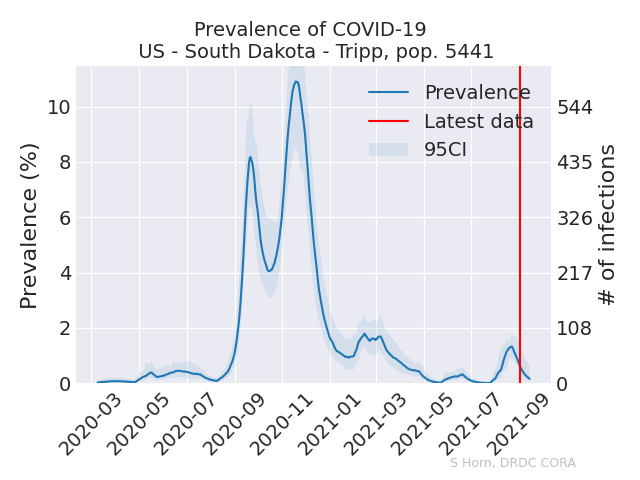 Prevalence of COVID-19
US - South Dakota - Tripp, pop. 5441
Prevalence
Latest data
95CI
Prevalence (%)
10
8
6
4
2
0
544
435
326
217
108
0
# of infections
2020-03
2020-05
2020-07
2020-09
2020-11
2021-01
2021-03
2021-05
2021-07
2021-09
S Horn, DRDC CORA